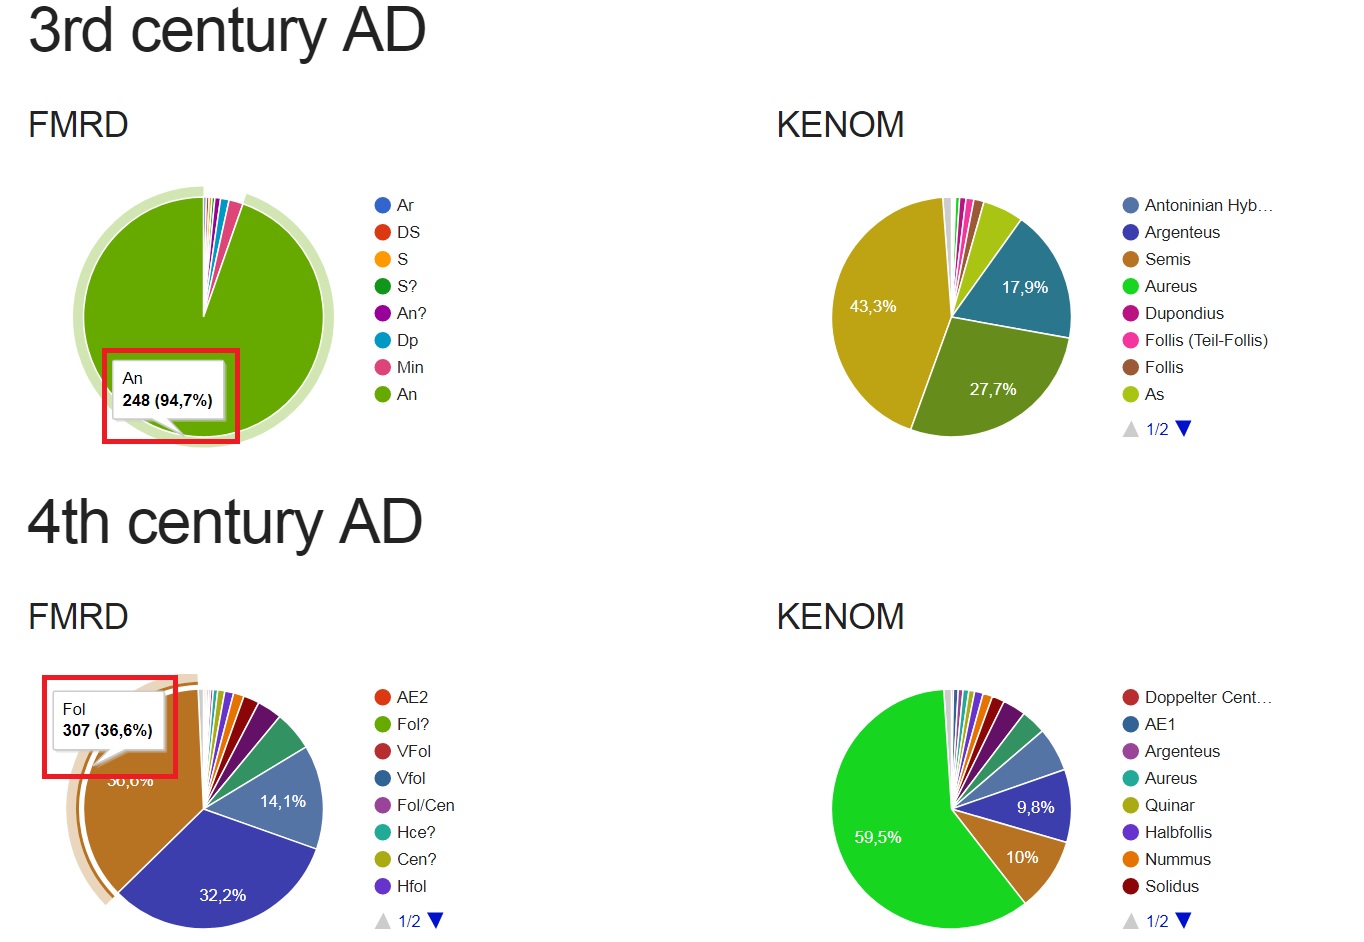 3rd century AD
FMRD
An
248 (94,7%)
Ar
DS
S
S?
An?
Dp
Min
An
KENOM
43,3%
17,9%
27,7%
Antoninian Hyb…
Argenteus
Semis
Aureus
Dupondius
Follis (Teil-Follis)
Follis
As
1/2
4th century AD
FMRD
Fol
307 (36,6%)
36,6%
14,1%
32,2%
AE2
Fol?
VFol
Vfol
Fol/Cen
Hce?
Cen?
Hfol
1/2
KENOM
59,5%
9,8%
10%
Doppelter Cent…
AE1
Argenteus
Aureus
Quinar
Halbfollis
Nummus
Solidus
1/2